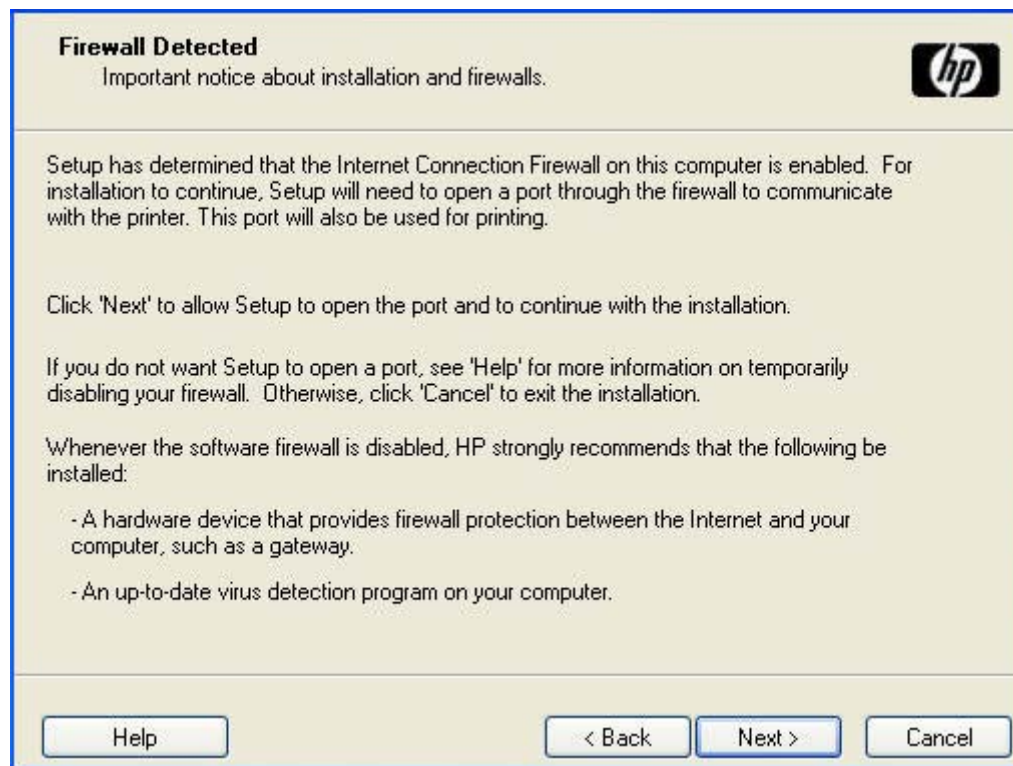 Firewall Detected
Important notice about installation and firewalls.
hp
Setup has determined that the Internet Connection Firewall on this computer is enabled.  For
installation to continue, Setup will need to open a port through the firewall to communicate
with the printer. This port will also be used for printing.
Click 'Next' to allow Setup to open the port and to continue with the installation.
If you do not want Setup to open a port, see 'Help' for more information on temporarily
disabling your firewall.  Otherwise, click 'Cancel' to exit the installation.
Whenever the software firewall is disabled, HP strongly recommends that the following be
installed:
- A hardware device that provides firewall protection between the Internet and your
computer, such as a gateway.
- An up-to-date virus detection program on your computer.
Help
< Back
Next >
Cancel